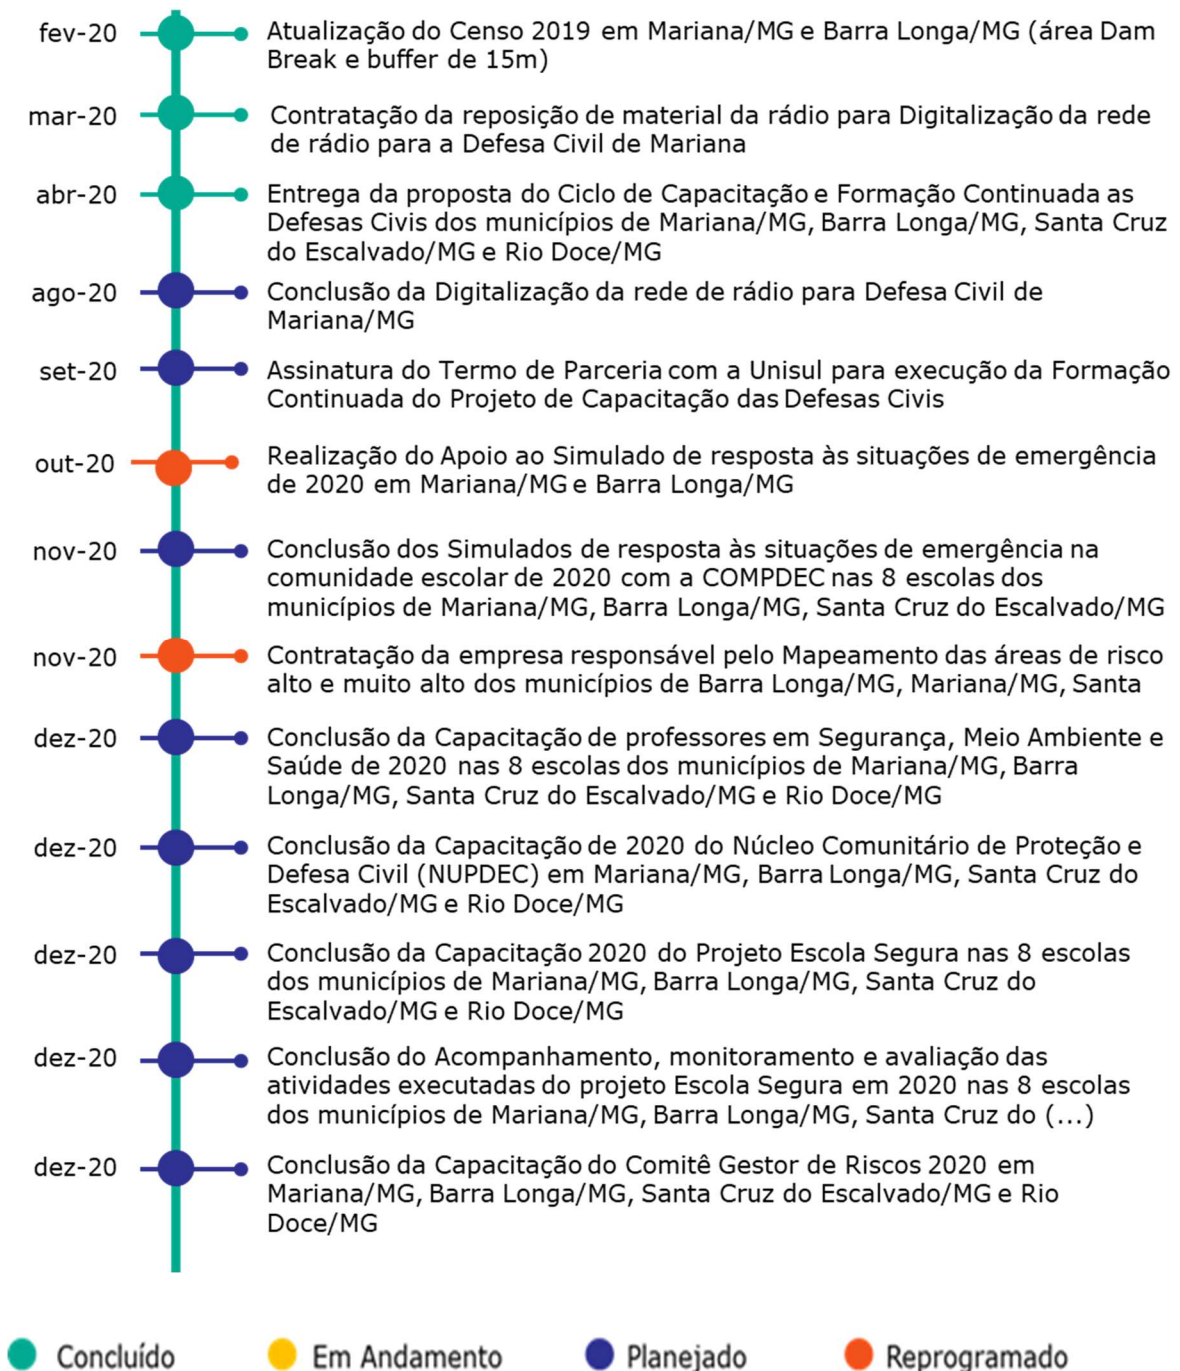 fev-20 Atualização do Censo 2019 em Mariana/MG e Barra Longa/MG (área Dam
Break e buffer de 15m)
mar-20 Contratação da reposição de material da rádio para Digitalização da rede
de rádio para a Defesa Civil de Mariana
abr-20 Entrega da proposta do Ciclo de Capacitação e Formação Continuada as
Defesas Civis dos municípios de Mariana/MG, Barra Longa/MG, Santa Cruz
do Escalvado/MG e Rio Doce/MG
ago-20 Conclusão da Digitalização da rede de rádio para Defesa Civil de
Mariana/MG
set-20 Assinatura do Termo de Parceria com a Unisul para execução da Formação
Continuada do Projeto de Capacitação das Defesas Civis
out-20 Realização do Apoio ao Simulado de resposta às situações de emergência
de 2020 em Mariana/MG e Barra Longa/MG
nov-20 Conclusão dos Simulados de resposta às situações de emergência na
comunidade escolar de 2020 com a COMPDEC nas 8 escolas dos
municípios de Mariana/MG, Barra Longa/MG, Santa Cruz do Escalvado/MG
nov-20 Contratação da empresa responsável pelo Mapeamento das áreas de risco
alto e muito alto dos municípios de Barra Longa/MG, Mariana/MG, Santa
dez-20 Conclusão da Capacitação de professores em Segurança, Meio Ambiente e
Saúde de 2020 nas 8 escolas dos municípios de Mariana/MG, Barra
Longa/MG, Santa Cruz do Escalvado/MG e Rio Doce/MG
dez-20 Conclusão da Capacitação de 2020 do Núcleo Comunitário de Proteção e
Defesa Civil (NUPDEC) em Mariana/MG, Barra Longa/MG, Santa Cruz do
Escalvado/MG e Rio Doce/MG
dez-20 Conclusão da Capacitação 2020 do Projeto Escola Segura nas 8 escolas
dos municípios de Mariana/MG, Barra Longa/MG, Santa Cruz do
Escalvado/MG e Rio Doce/MG
dez-20 Conclusão do Acompanhamento, monitoramento e avaliação das
atividades executadas do projeto Escola Segura em 2020 nas 8 escolas
dos municípios de Mariana/MG, Barra Longa/MG, Santa Cruz do (...)
dez-20 Conclusão da Capacitação do Comitê Gestor de Riscos 2020 em
Mariana/MG, Barra Longa/MG, Santa Cruz do Escalvado/MG e Rio
Doce/MG
Concluído Em Andamento Planejado Reprogramado